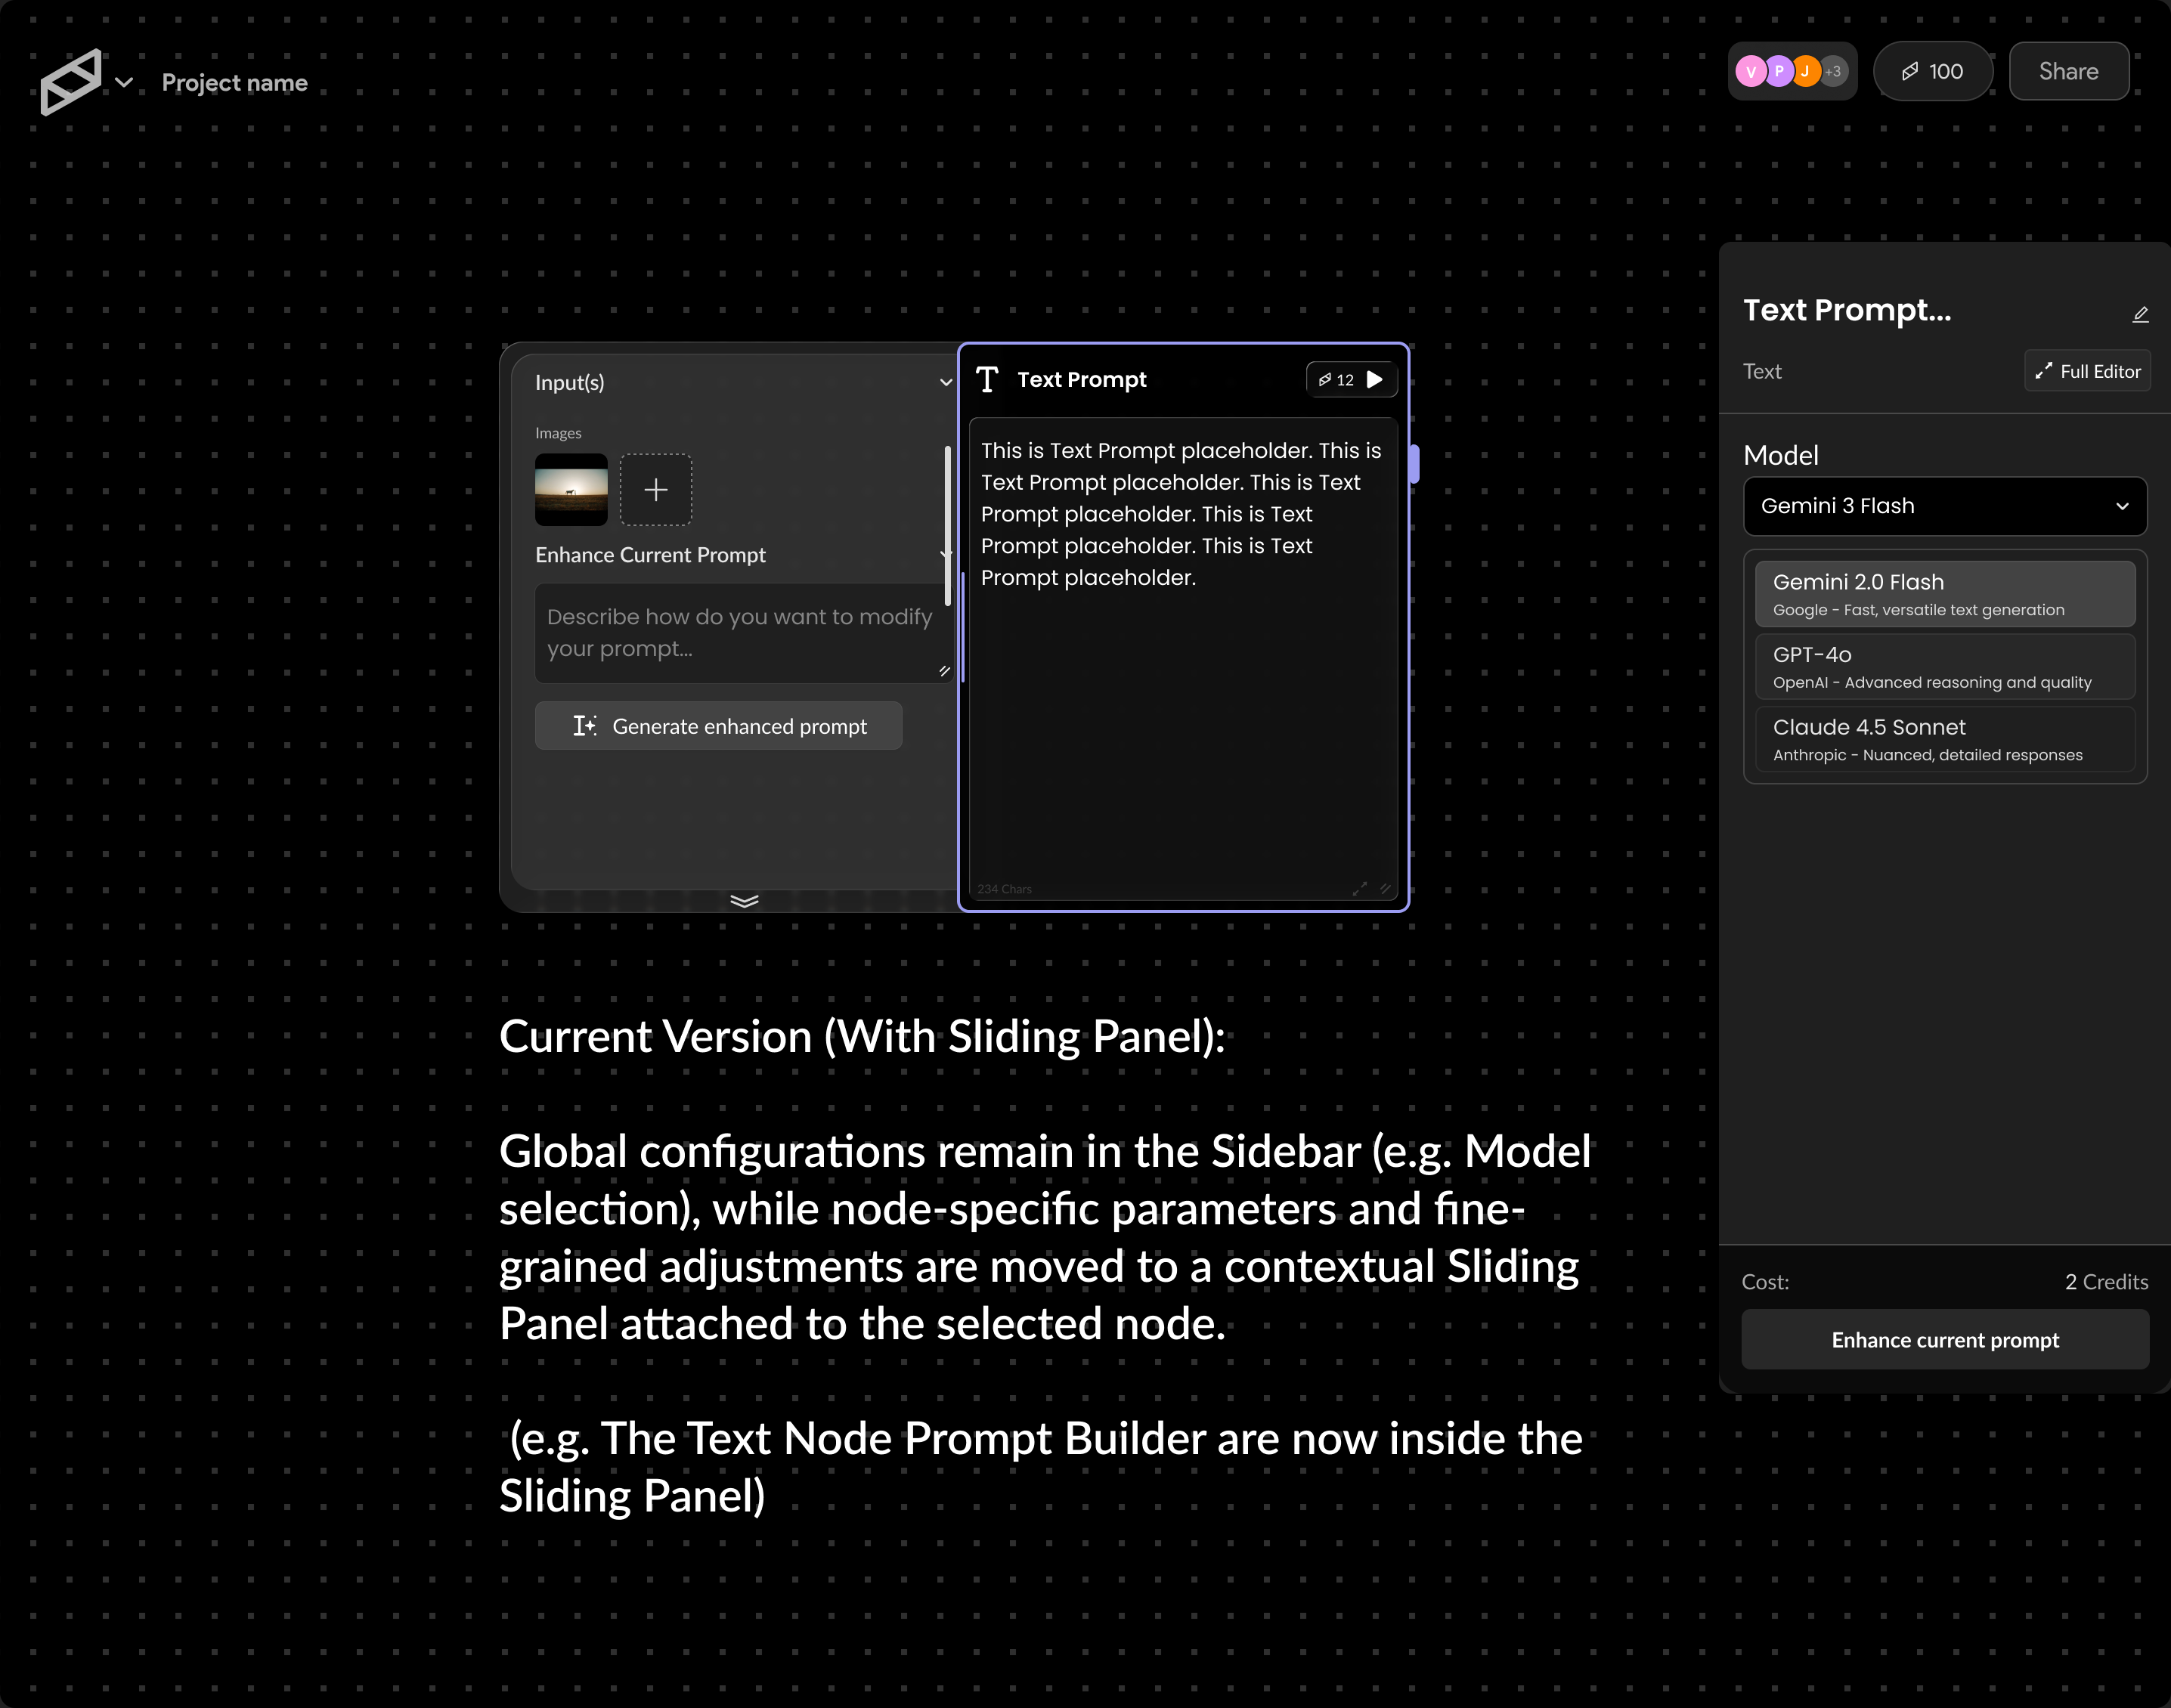 Project name
V P J +3
100
Share
Input(s)
Images
Enhance Current Prompt
Describe how do you want to modify
your prompt...
Generate enhanced prompt
Text Prompt
12
This is Text Prompt placeholder. This is
Text Prompt placeholder. This is Text
Prompt placeholder. This is Text
Prompt placeholder. This is Text
Prompt placeholder.
234 Chars
Text Prompt...
Text
Full Editor
Model
Gemini 3 Flash
Gemini 2.0 Flash
Google - Fast, versatile text generation
GPT-4o
OpenAI - Advanced reasoning and quality
Claude 4.5 Sonnet
Anthropic - Nuanced, detailed responses
Cost:
2 Credits
Enhance current prompt
Current Version (With Sliding Panel):
Global configurations remain in the Sidebar (e.g. Model
selection), while node-specific parameters and fine-
grained adjustments are moved to a contextual Sliding
Panel attached to the selected node.
(e.g. The Text Node Prompt Builder are now inside the
Sliding Panel)